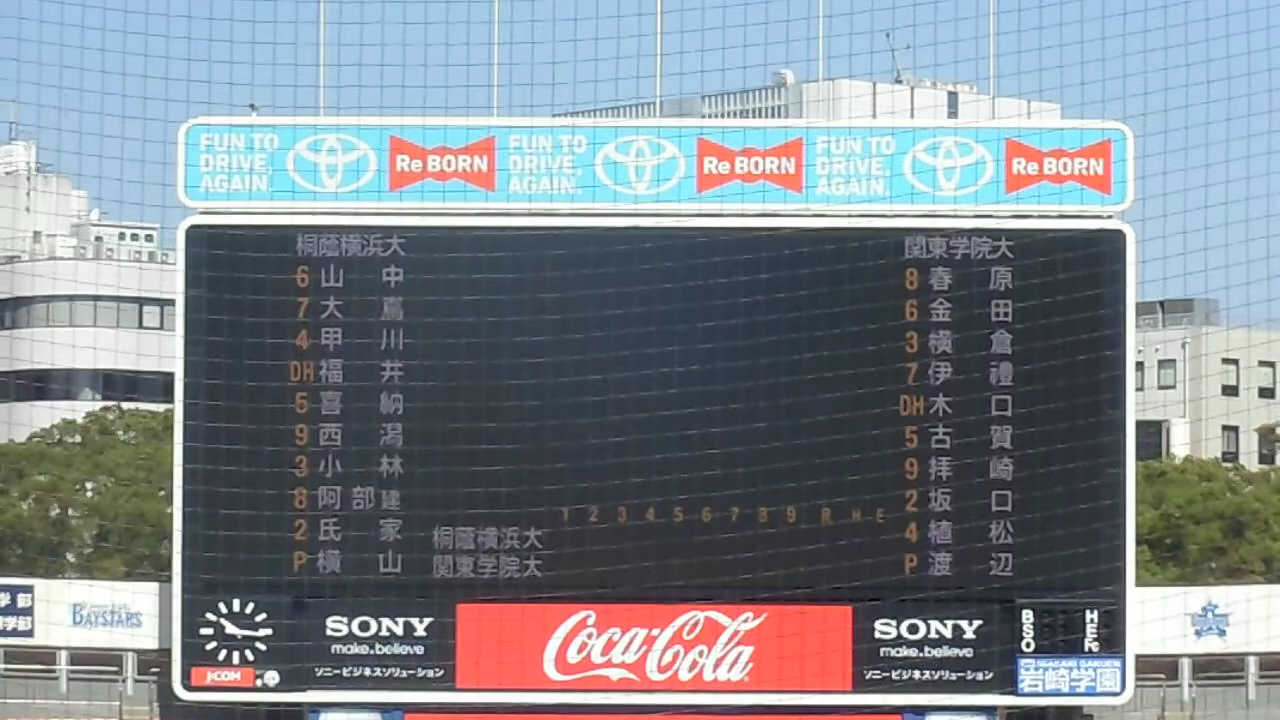 FUN TO DRIVE, AGAIN. Re BORN FUN TO DRIVE, AGAIN. Re BORN FUN TO DRIVE, AGAIN. Re BORN
桐蔭横浜大
6 山 中
7 大 嶌
4 甲 川
DH 福 井
5 喜 納
9 西 潟
3 小 林
8 阿部建
2 氏 家
P 横 山
関東学院大
8 春 原
6 金 田
3 横 倉
7 伊 禮
DH 木 口
5 古 賀
9 拝 崎
2 坂 口
4 植 松
P 渡 辺
1 2 3 4 5 6 7 8 9 R H E
桐蔭横浜大
関東学院大
J:COM
SONY
make.believe
ソニービジネスソリューション
Coca-Cola
SONY
make.believe
ソニービジネスソリューション
B
S
O
H
E
Fc
IWASAKI GAKUEN
岩崎学園
BAYSTARS